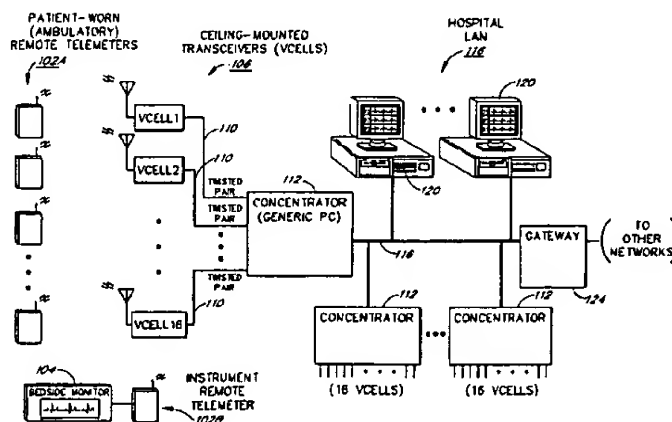 PATIENT-WORN
(AMBULATORY)
REMOTE TELEMETERS
102A
CEILING-MOUNTED
TRANSCEIVERS (VCELLS)
106
HOSPITAL
LAN
116
120
VCELL1
110
VCELL2
110
TWISTED
PAIR
TWISTED
PAIR
TWISTED
PAIR
110
VCELL16
112
CONCENTRATOR
(GENERIC PC)
120
116
GATEWAY
124
TO
OTHER
NETWORKS
112
CONCENTRATOR
(16 VCELLS)
112
CONCENTRATOR
(16 VCELLS)
104
BEDSIDE MONITOR
INSTRUMENT
REMOTE
TELEMETER
102B